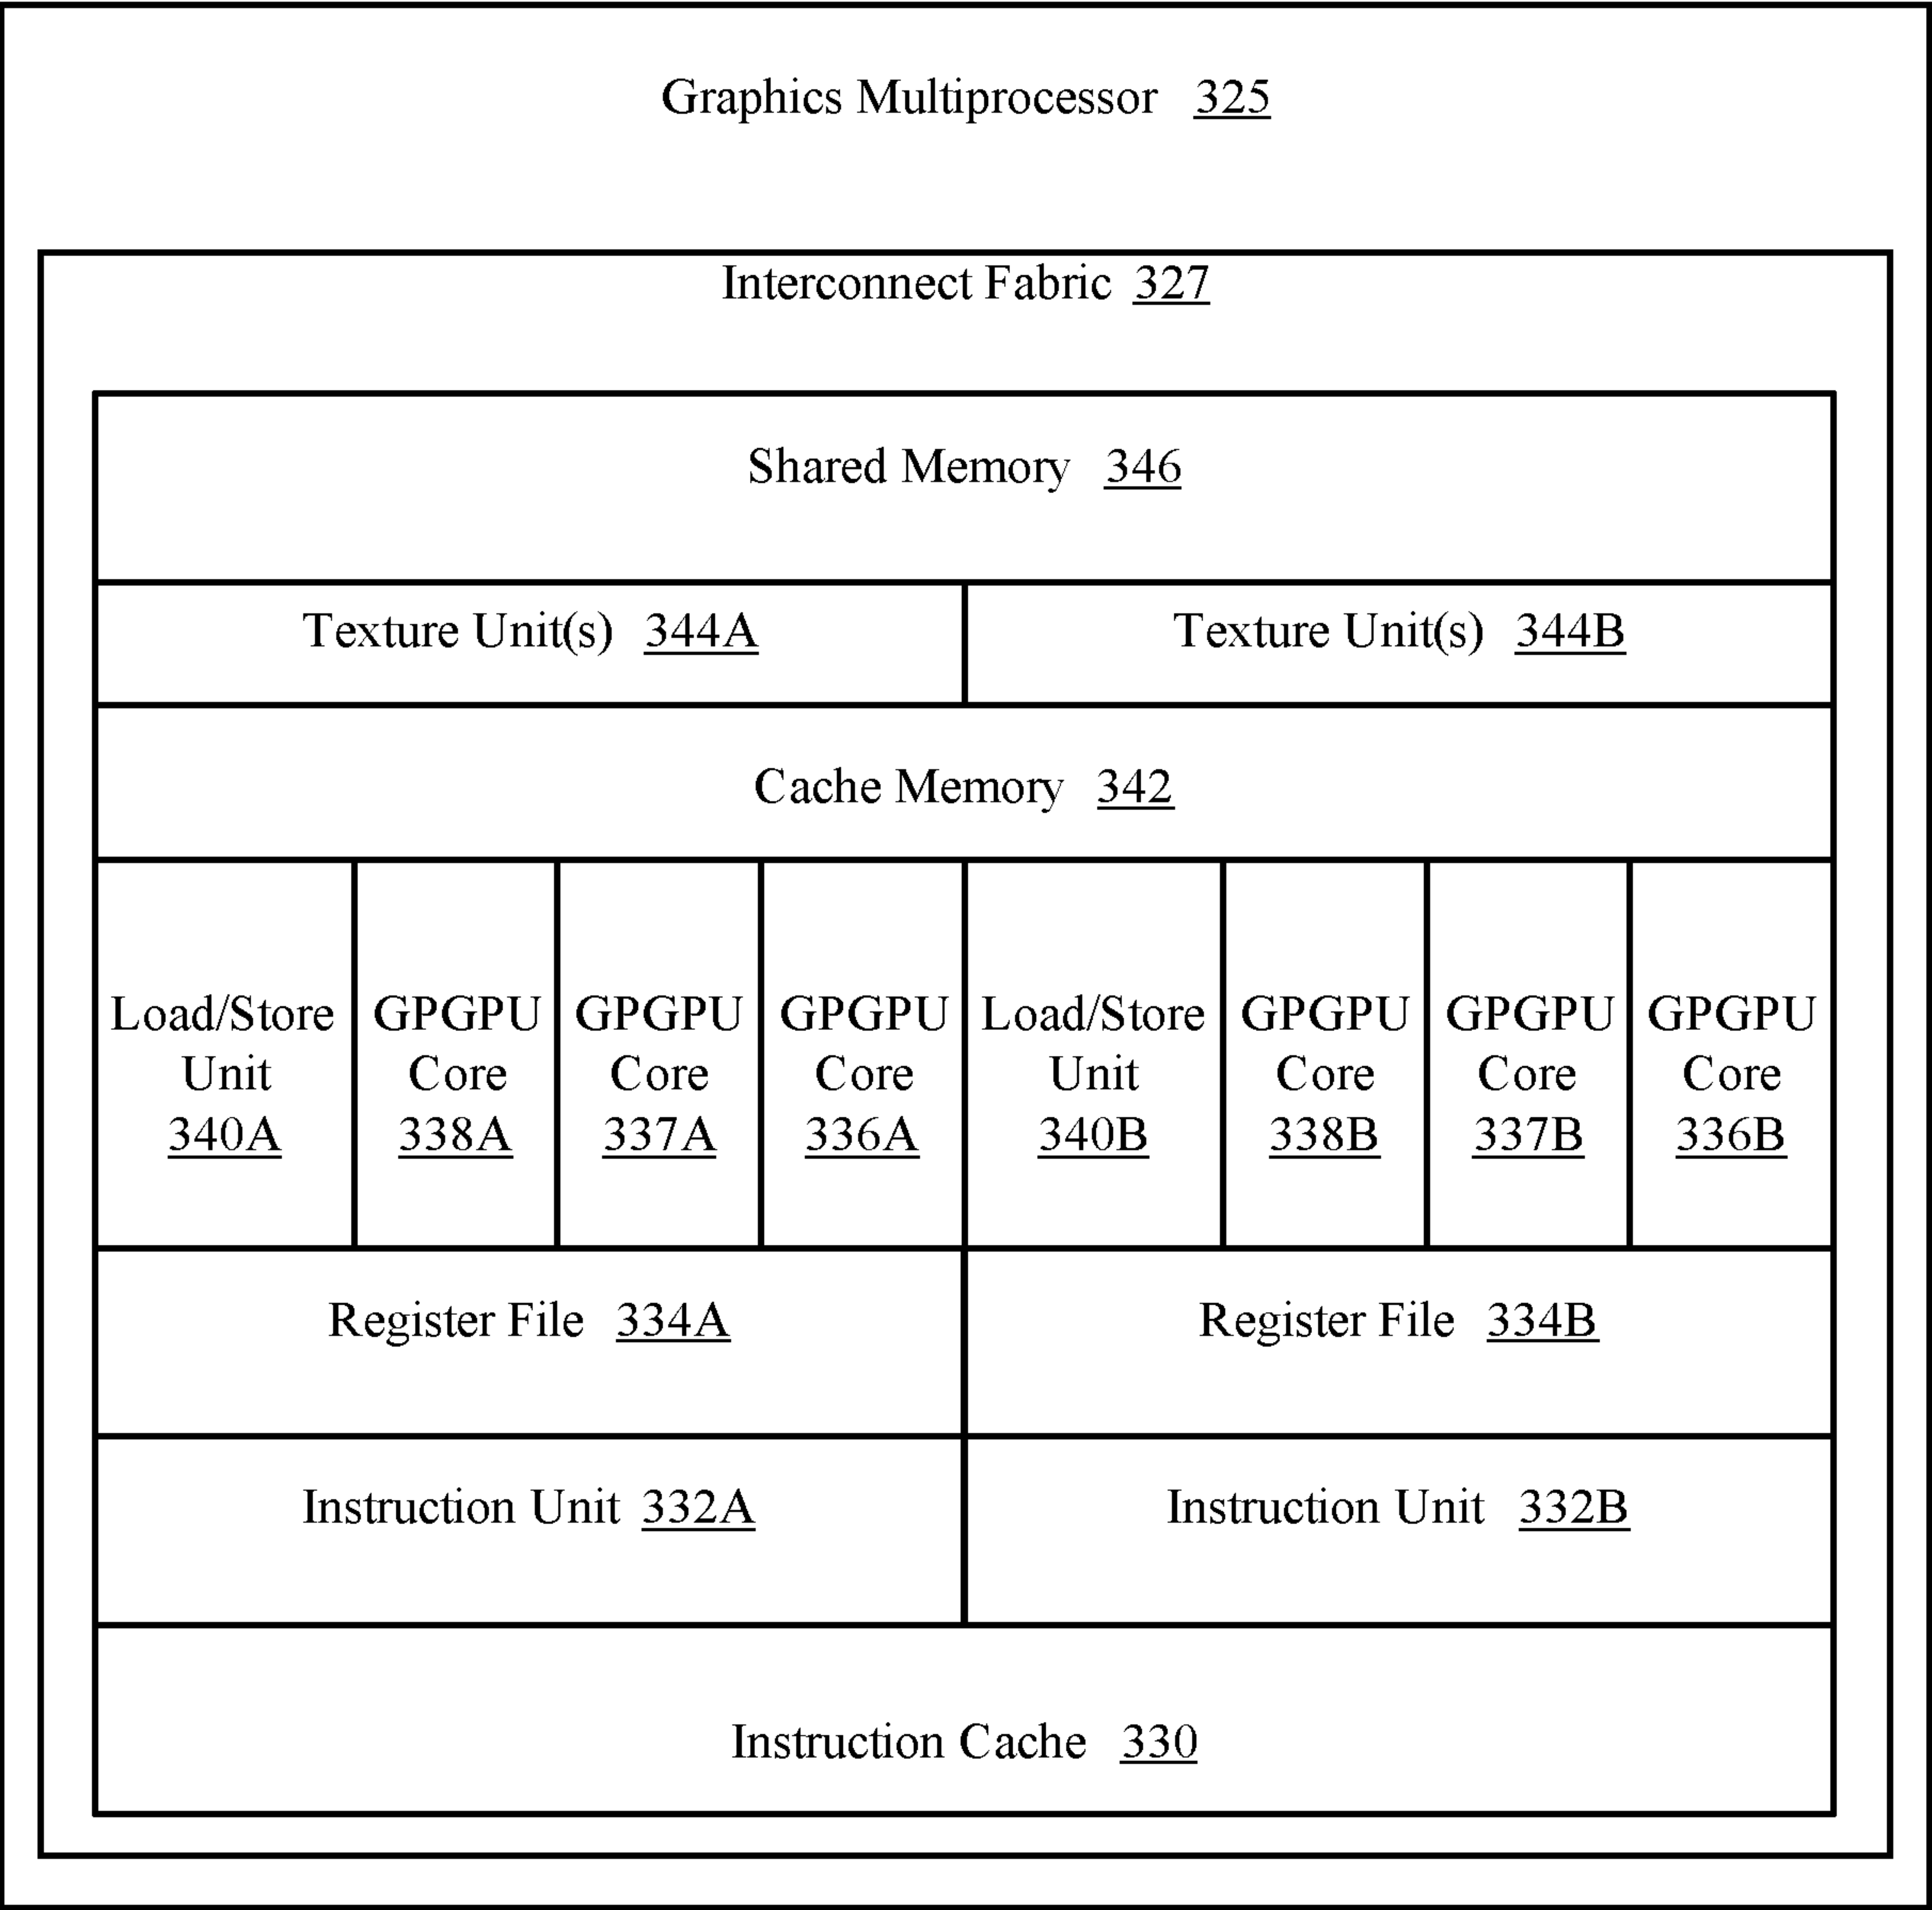 Graphics Multiprocessor 325
Interconnect Fabric 327
Shared Memory 346
Texture Unit(s) 344A
Texture Unit(s) 344B
Cache Memory 342
Load/Store
Unit
340A
GPGPU
Core
338A
GPGPU
Core
337A
GPGPU
Core
336A
Load/Store
Unit
340B
GPGPU
Core
338B
GPGPU
Core
337B
GPGPU
Core
336B
Register File 334A
Register File 334B
Instruction Unit 332A
Instruction Unit 332B
Instruction Cache 330